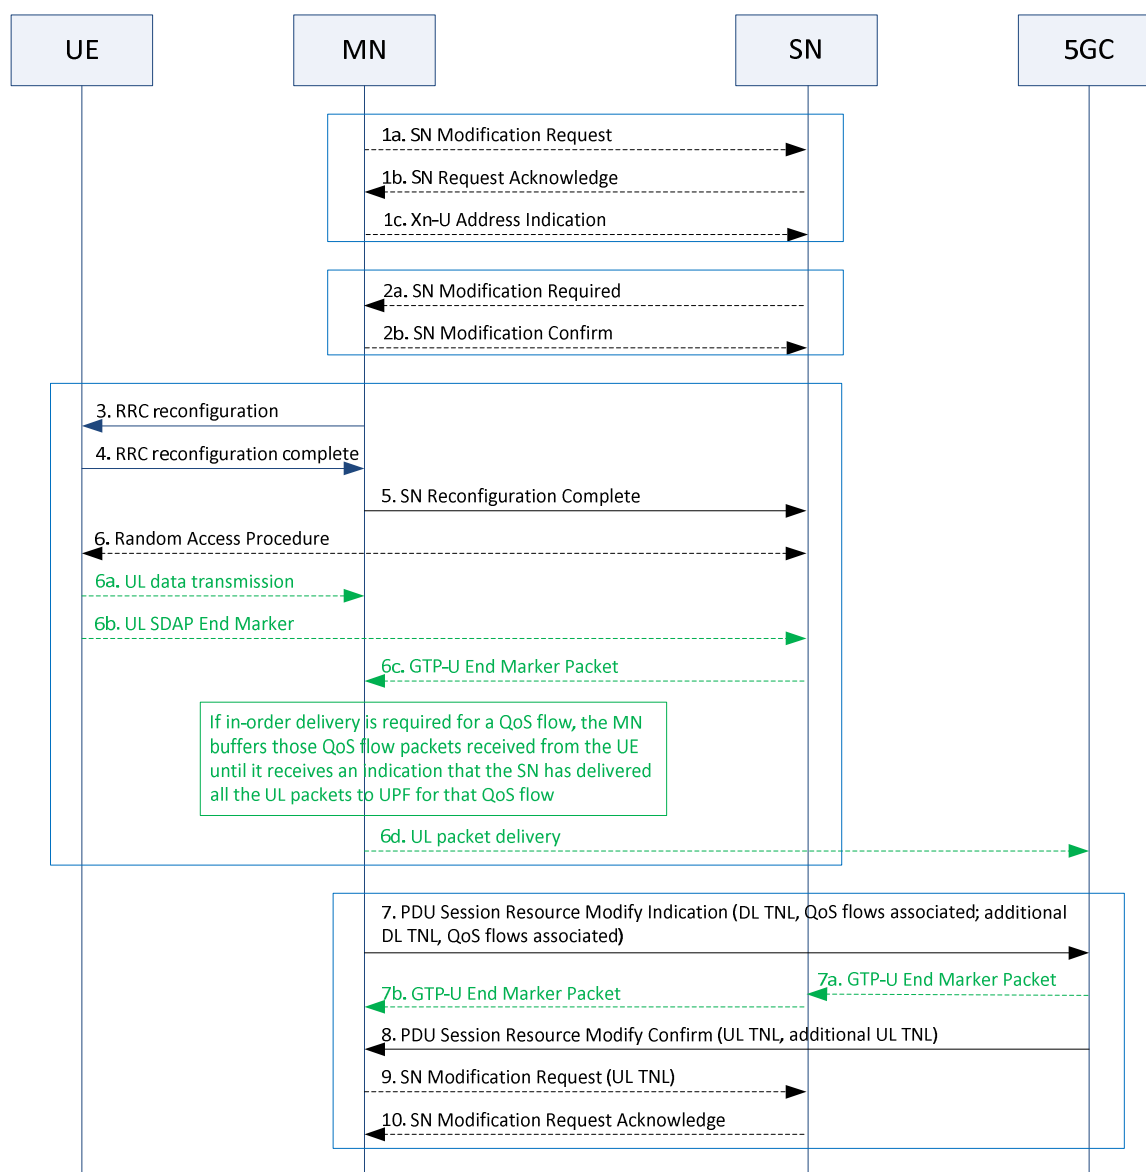 UE
MN
SN
5GC
1a. SN Modification Request
1b. SN Request Acknowledge
1c. Xn-U Address Indication
2a. SN Modification Required
2b. SN Modification Confirm
3. RRC reconfiguration
4. RRC reconfiguration complete
5. SN Reconfiguration Complete
6. Random Access Procedure
6a. UL data transmission
6b. UL SDAP End Marker
6c. GTP-U End Marker Packet
If in-order delivery is required for a QoS flow, the MN
buffers those QoS flow packets received from the UE
until it receives an indication that the SN has delivered
all the UL packets to UPF for that QoS flow
6d. UL packet delivery
7. PDU Session Resource Modify Indication (DL TNL, QoS flows associated; additional
DL TNL, QoS flows associated)
7a. GTP-U End Marker Packet
7b. GTP-U End Marker Packet
8. PDU Session Resource Modify Confirm (UL TNL, additional UL TNL)
9. SN Modification Request (UL TNL)
10. SN Modification Request Acknowledge